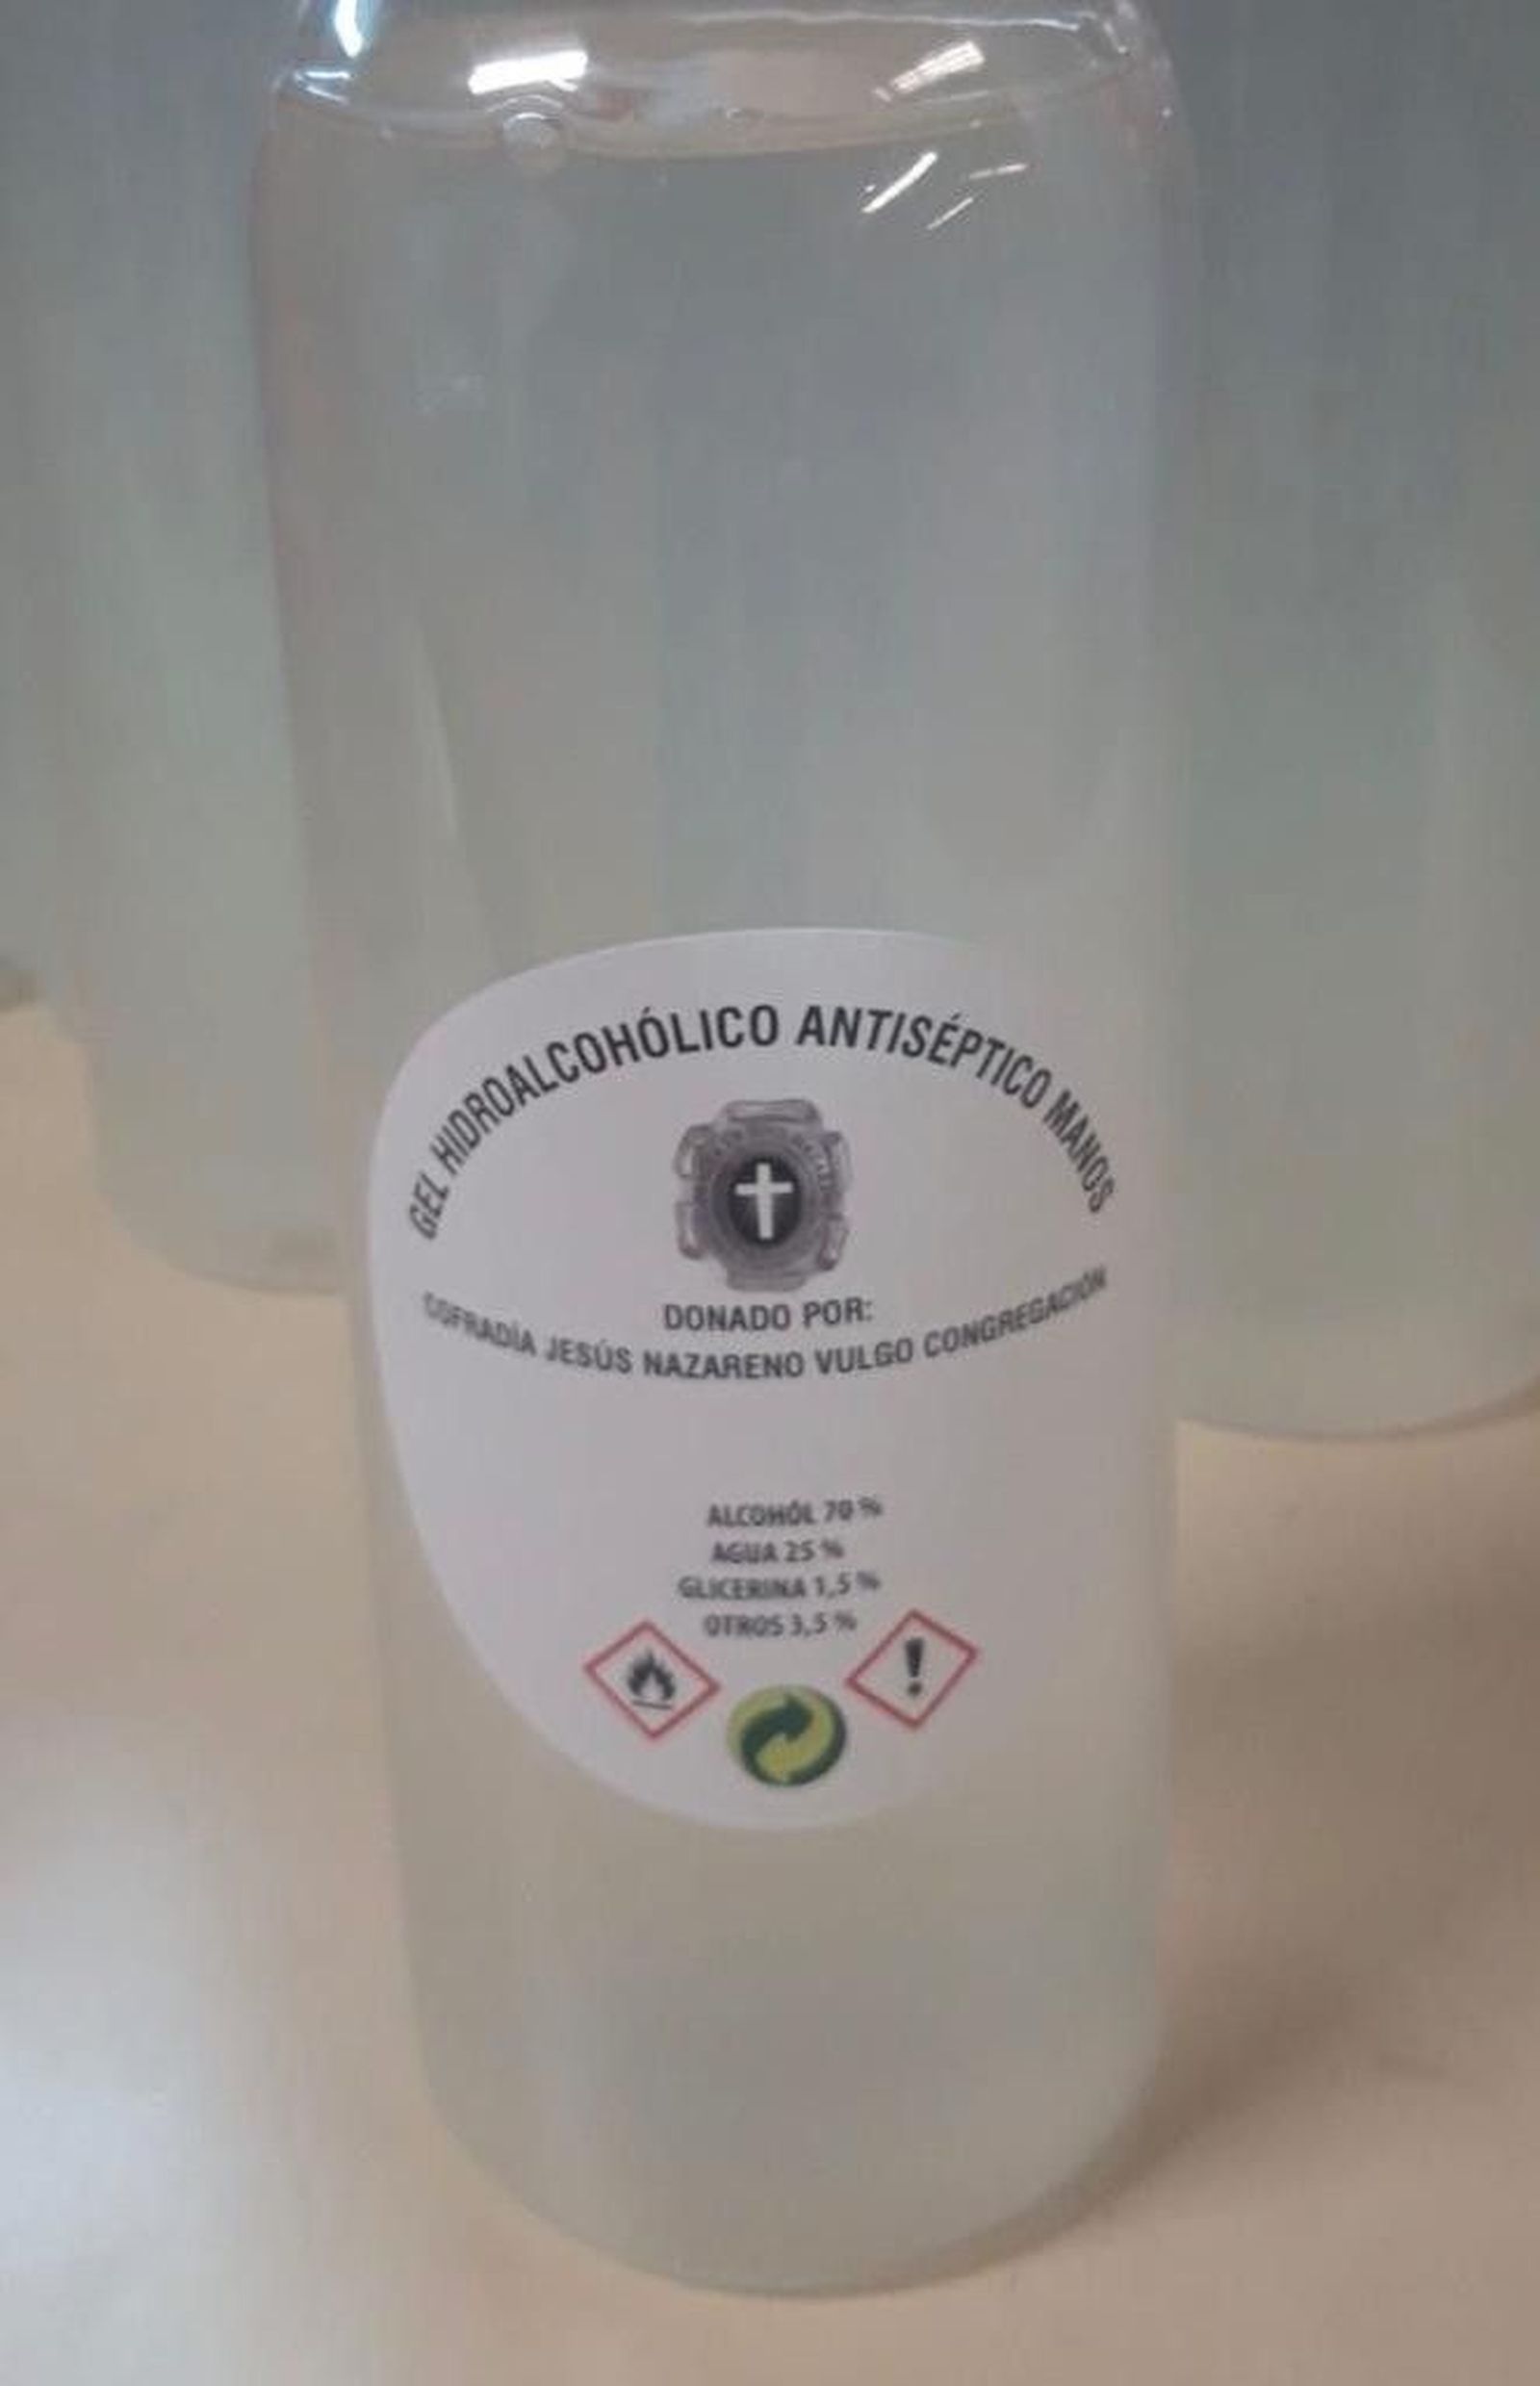 GEL HIDROALCOHÓLICO ANTISÉPTICO MANOS
DONADO POR:
COFRADÍA JESÚS NAZARENO VULGO CONGREGACIÓN
ALCOHÓL 70 %
AGUA 25 %
GLICERINA 1,5 %
OTROS 3,5 %